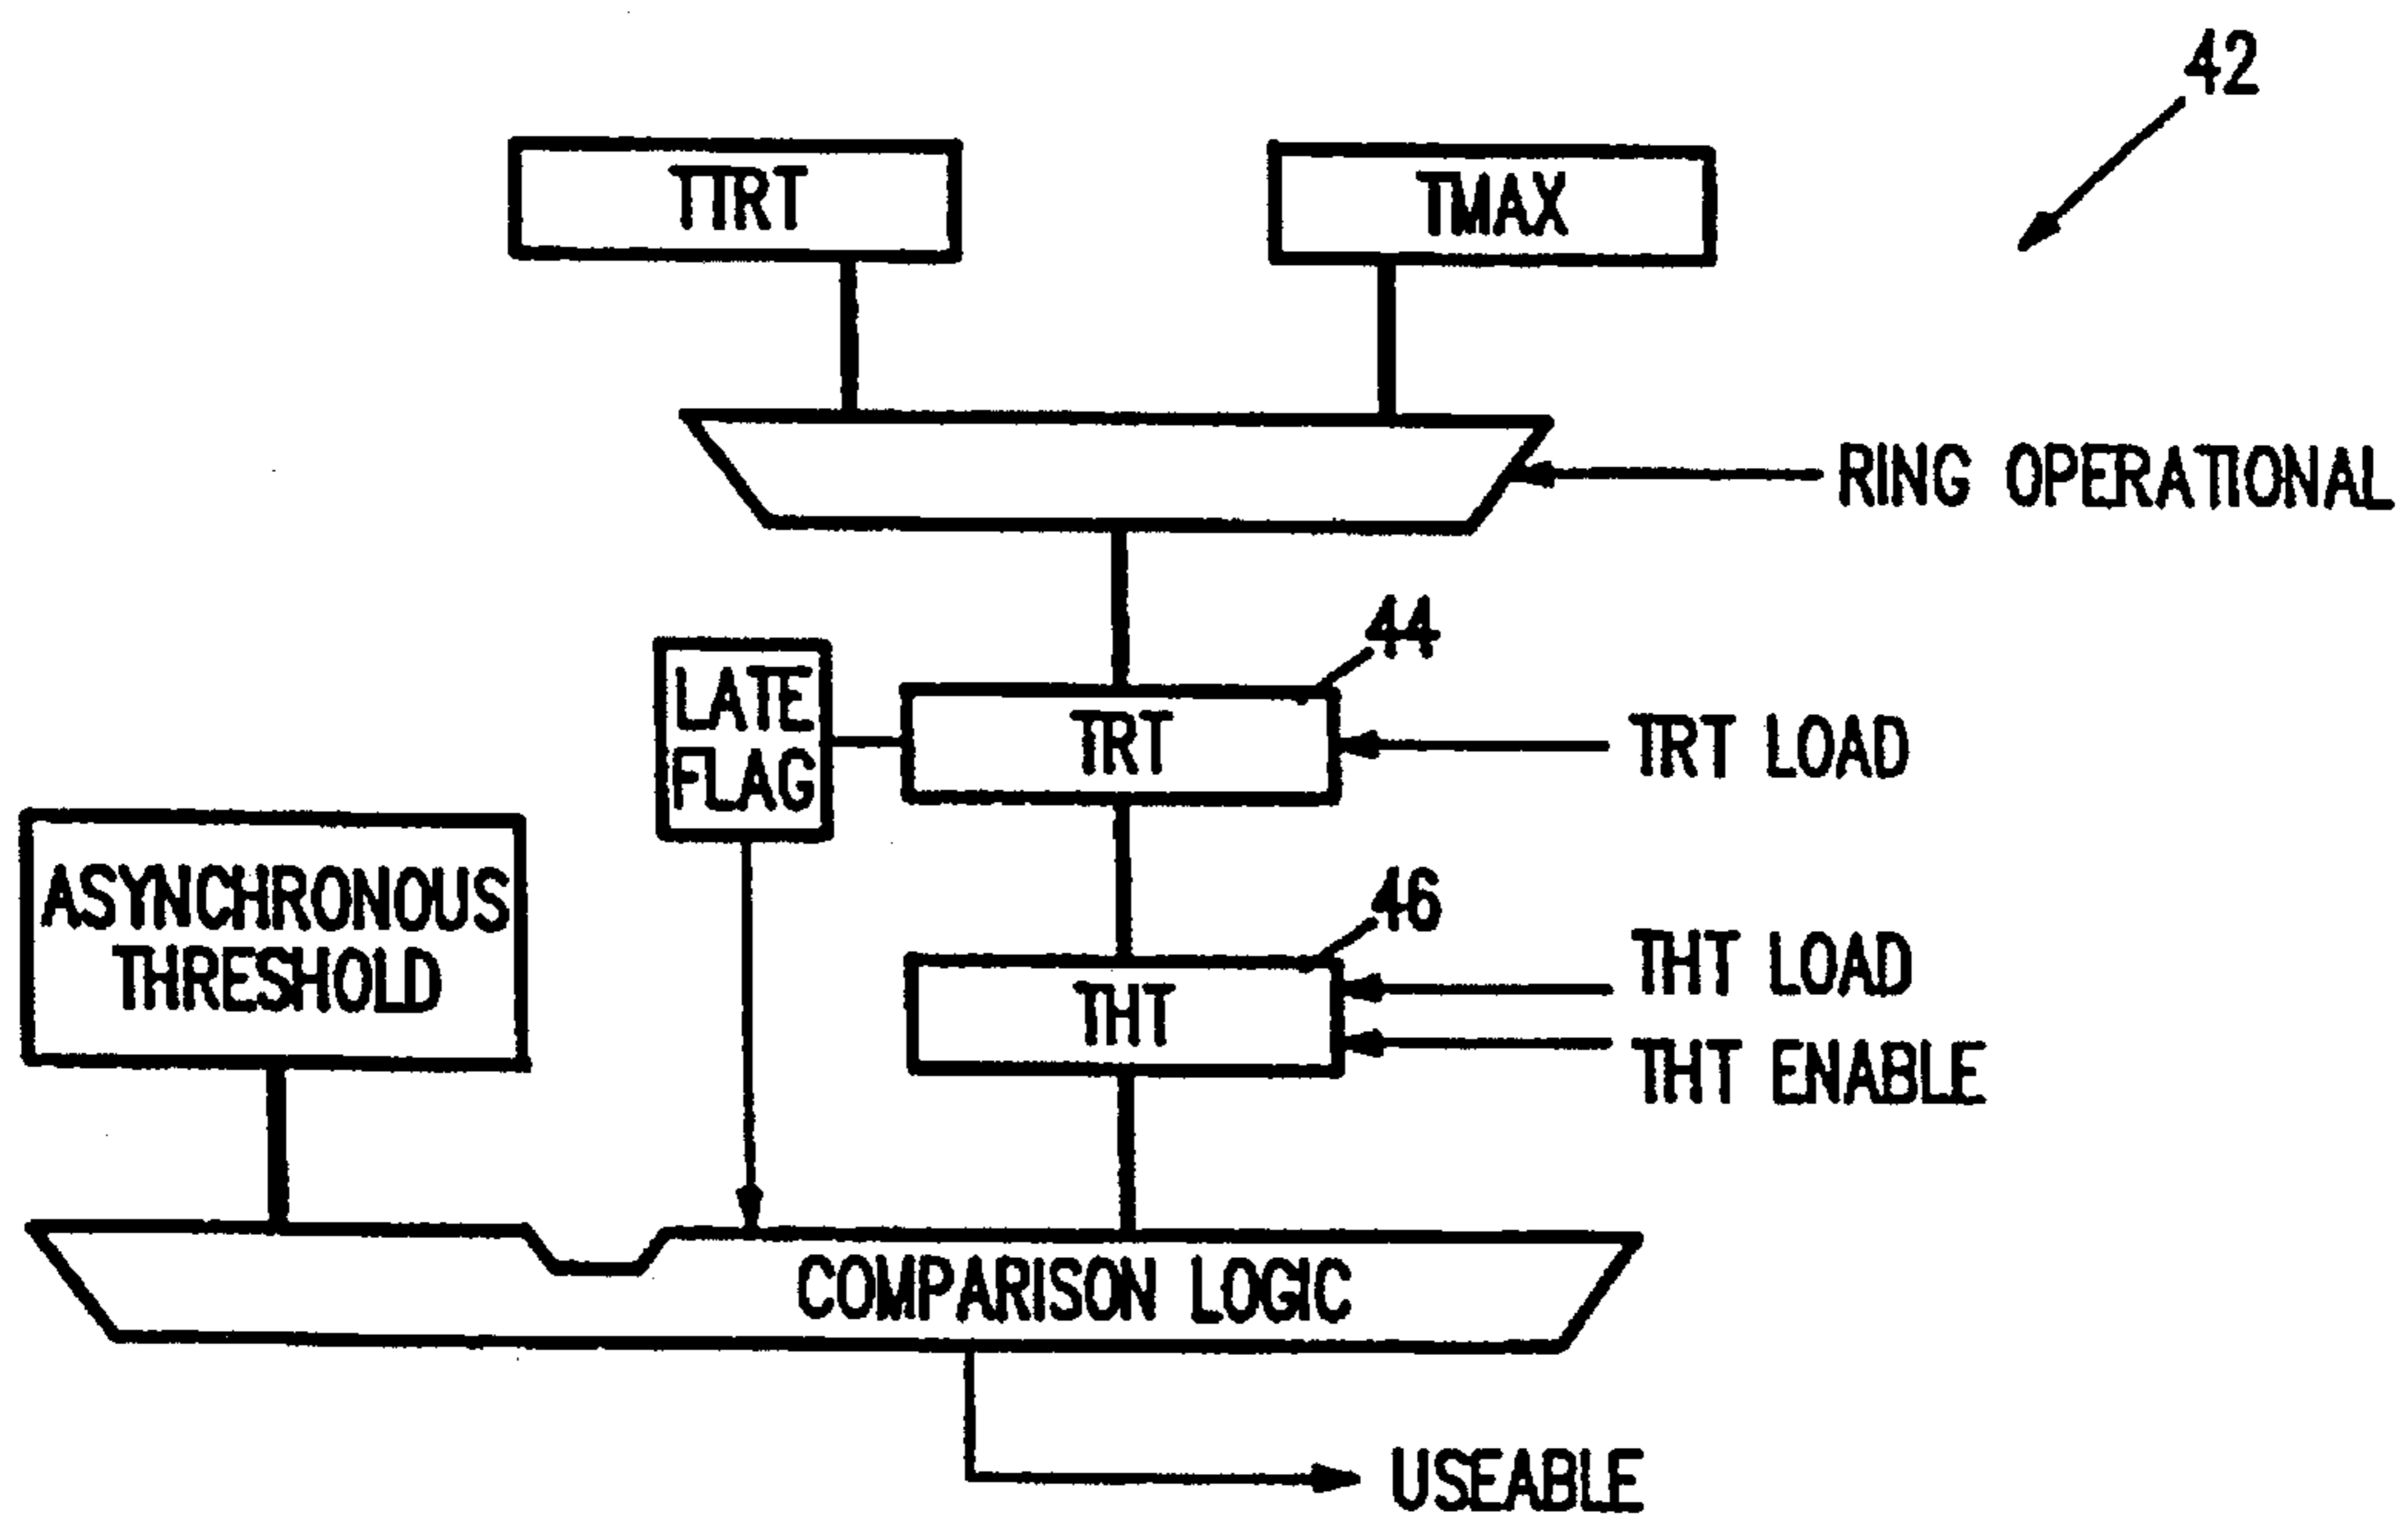 42
TTRT
TMAX
RING OPERATIONAL
44
LATE
FLAG
TRT
TRT LOAD
ASYNCHRONOUS
THRESHOLD
46
THT
THT LOAD
THT ENABLE
COMPARISON LOGIC
USEABLE